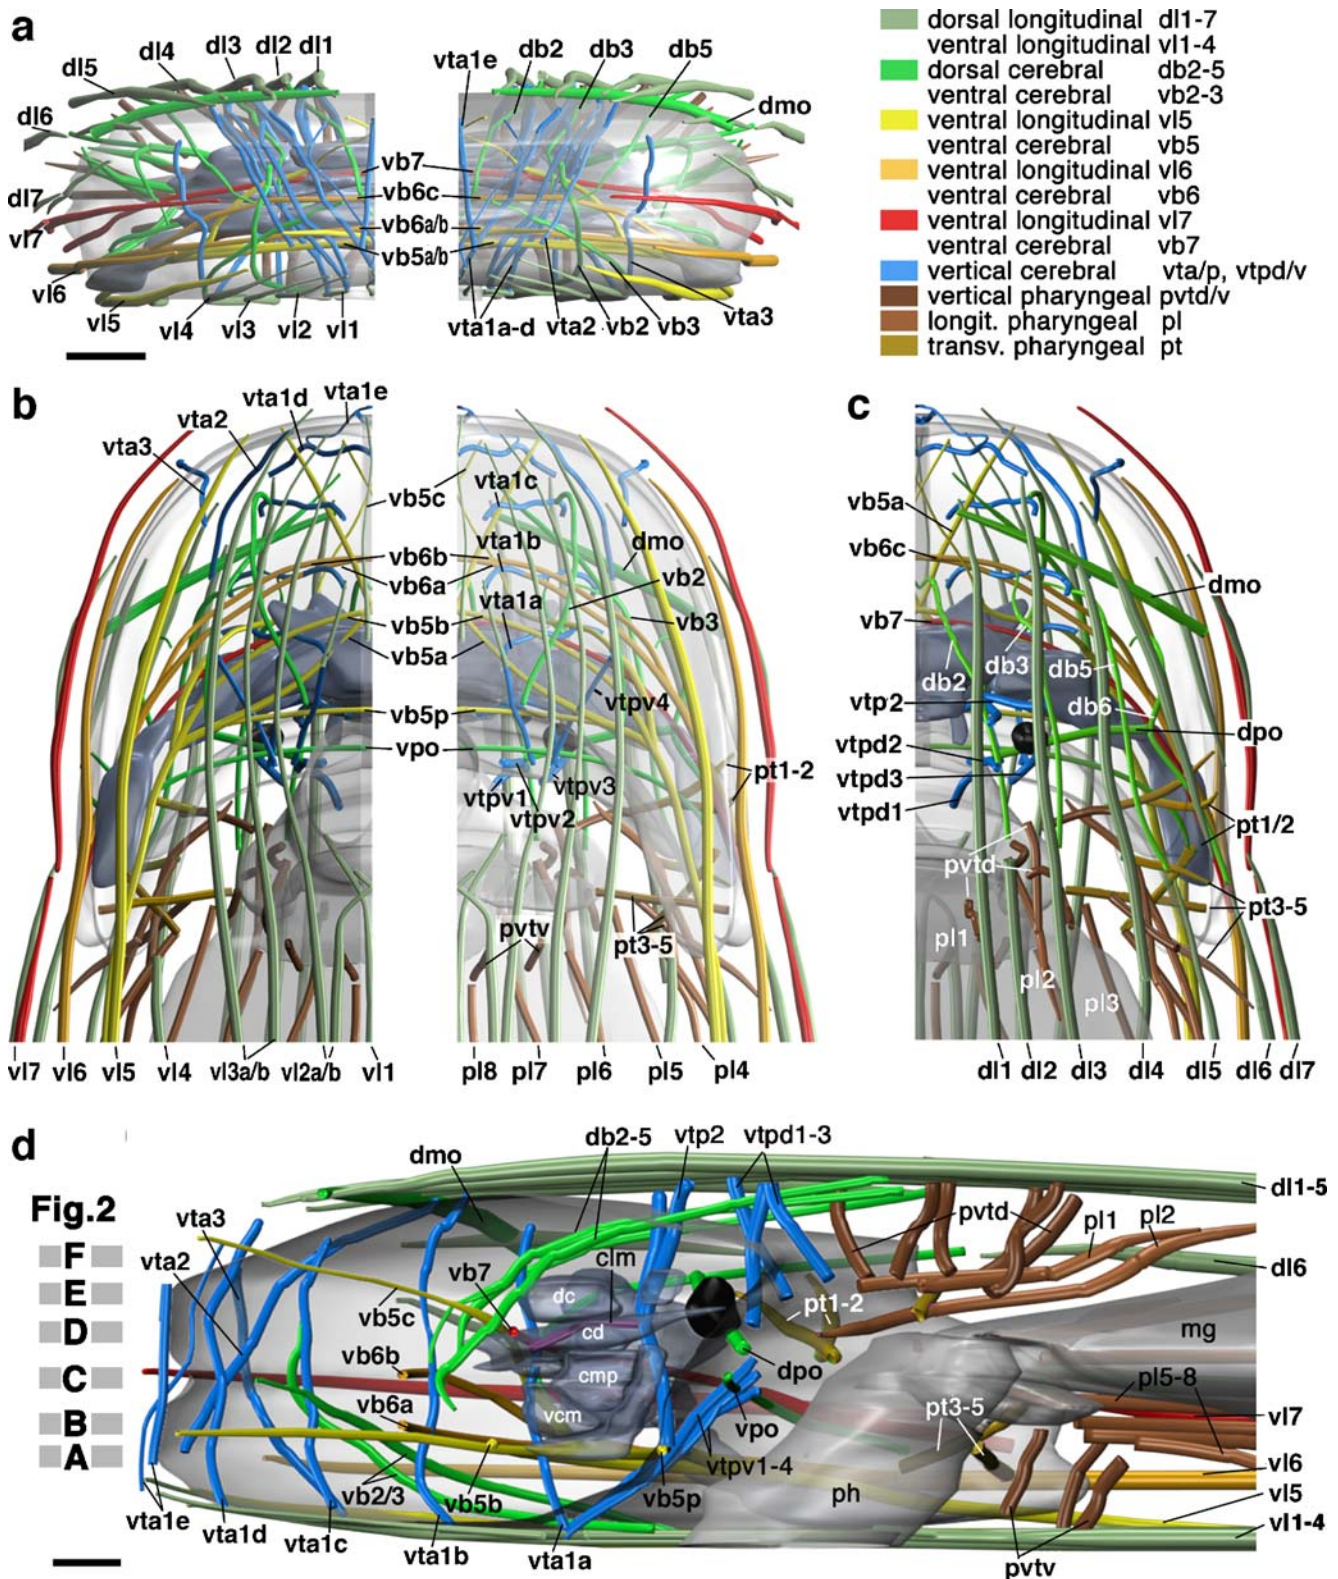 a
dl4
dl3
dl2
dl1
dl5
dl6
dl7
vl7
vl6
vl5
vl4
vl3
vl2
vl1
vb7
vb6c
vb6a/b
vb5a/b
vta1e
db2
db3
db5
dmo
vta1a-d
vta2
vb2
vb3
vta3
dorsal longitudinal dl1-7
ventral longitudinal vl1-4
dorsal cerebral db2-5
ventral cerebral vb2-3
ventral longitudinal vl5
ventral cerebral vb5
ventral longitudinal vl6
ventral cerebral vb6
ventral longitudinal vl7
ventral cerebral vb7
vertical cerebral vta/p, vtpd/v
vertical pharyngeal pvtd/v
longit. pharyngeal pl
transv. pharyngeal pt
b
vta3
vta2
vta1d
vta1e
vb5c
vb6b
vb6a
vb5b
vb5a
vb5p
vpo
vta1c
vta1b
vta1a
dmo
vb2
vb3
vtpv4
vtpv1
vtpv2
vtpv3
pt1-2
pvtv
pt3-5
vl7
vl6
vl5
vl4
vl3a/b
vl2a/b
vl1
pl8
pl7
pl6
pl5
pl4
c
vb5a
vb6c
vb7
db2
db3
db5
db6
dmo
vtp2
vtpd2
vtpd3
vtpd1
dpo
pt1/2
pvtd
pt3-5
pl1
pl2
pl3
dl1
dl2
dl3
dl4
dl5
dl6
dl7
d
Fig.2
F
E
D
C
B
A
dmo
db2-5
vtp2
vtpd1-3
vta3
vta2
vb7
clm
pvtd
pl1
pl2
dl1-5
dl6
vb5c
dc
cd
cmp
vcm
pt1-2
mg
vb6b
vb6a
dpo
vpo
pl5-8
pt3-5
vl7
vl6
vl5
vl1-4
vb2/3
vb5b
vb5p
vtpv1-4
ph
vta1e
vta1d
vta1c
vta1b
vta1a
pvtv